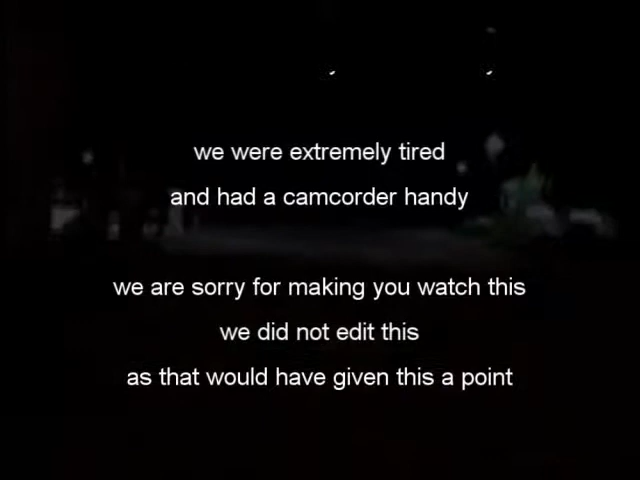 we were extremely tired
and had a camcorder handy
we are sorry for making you watch this
we did not edit this
as that would have given this a point